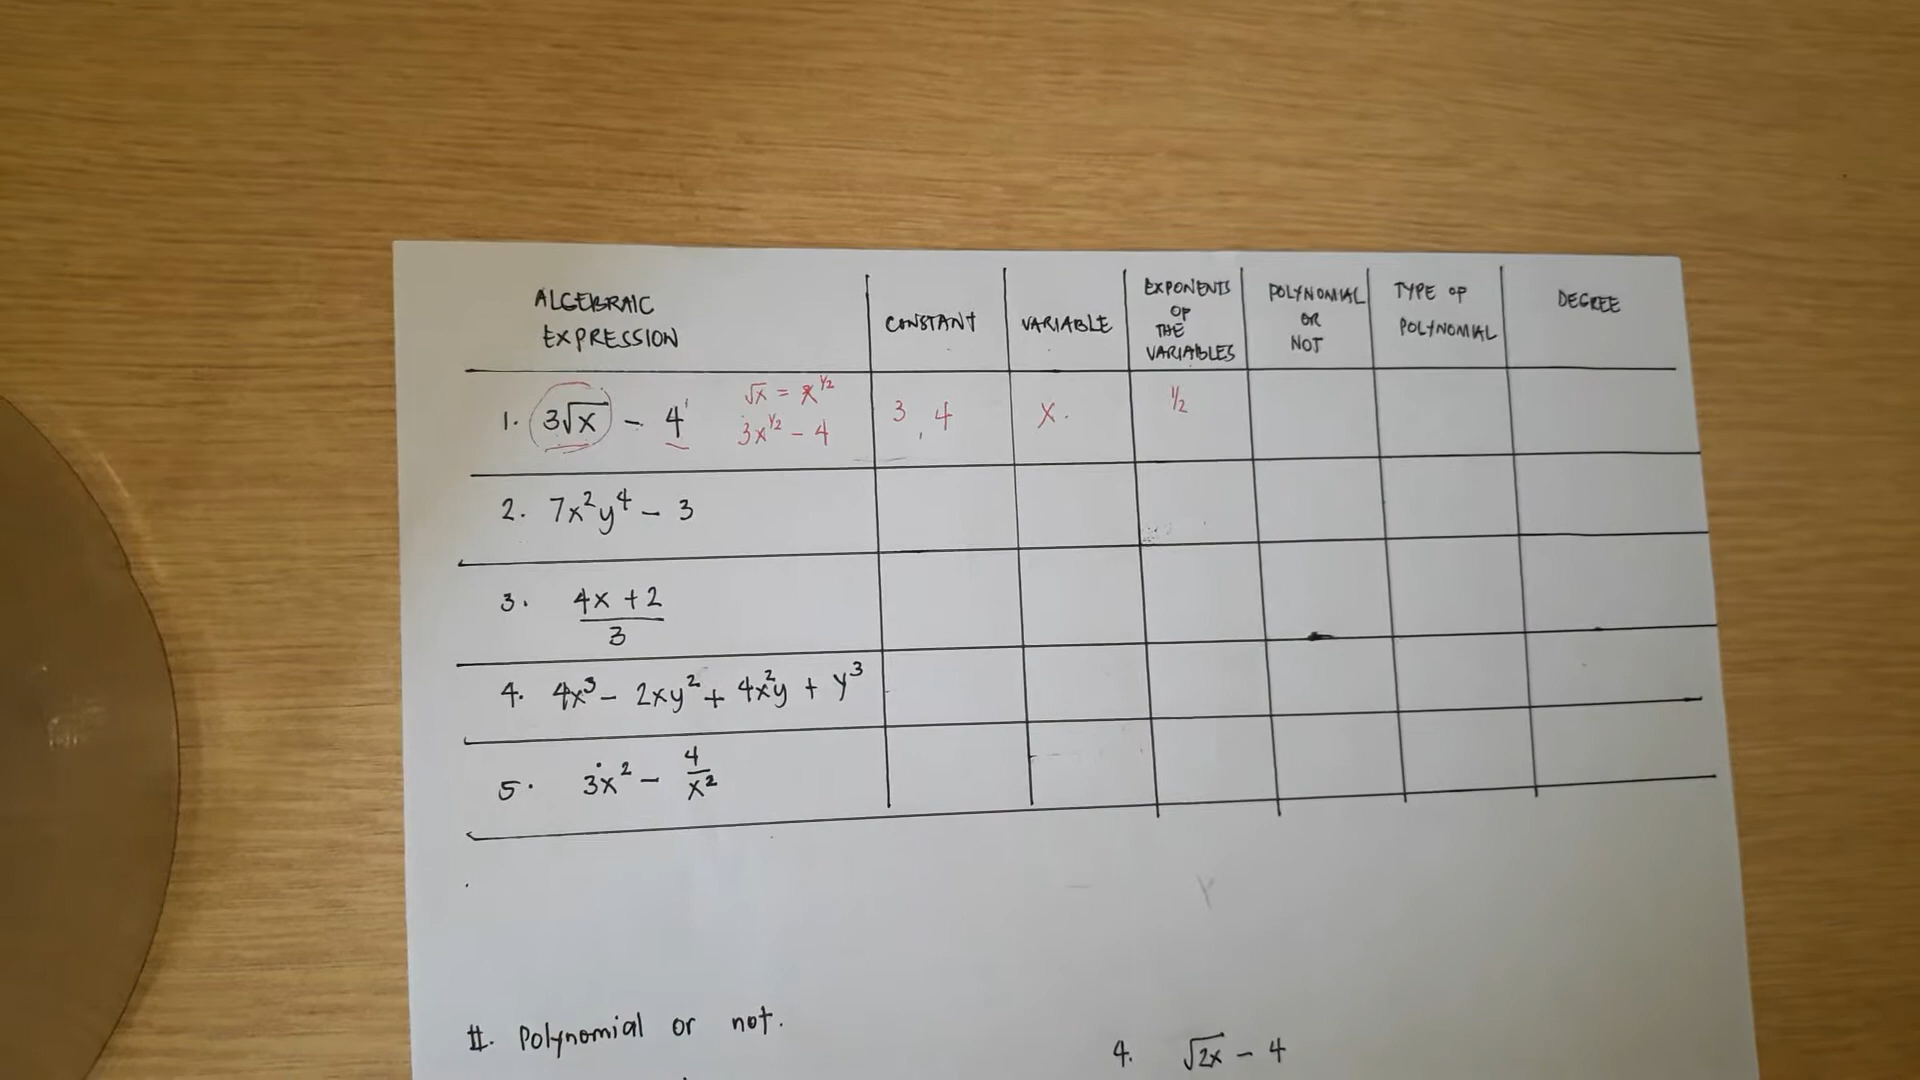 ALGEBRAIC EXPRESSION
CONSTANT
VARIABLE
EXPONENTS OF THE VARIABLES
POLYNOMIAL OR NOT
TYPE OF POLYNOMIAL
DEGREE
1. 3√x - 4
√x = x^½
3x^½ - 4
3, 4
x.
½
2. 7x²y⁴ - 3
3. (4x + 2)/3
4. 4x³ - 2xy² + 4x²y + y³
5. 3x² - 4/x²
II. Polynomial or not.
4. √2x - 4